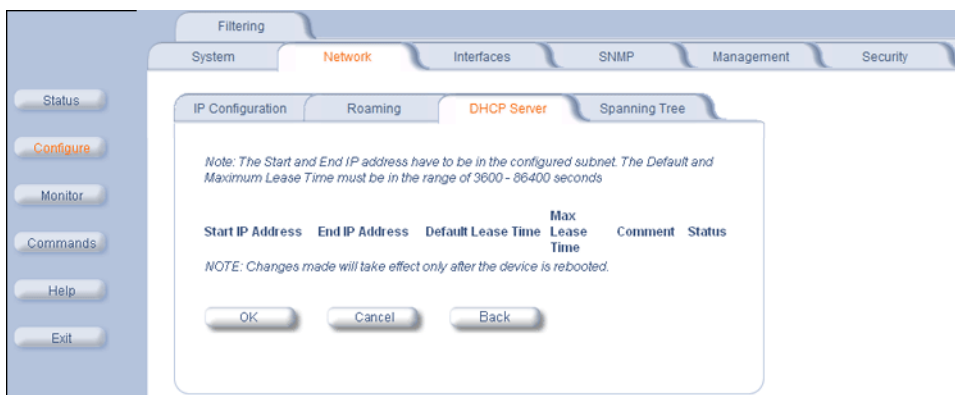 Filtering
System
Network
Interfaces
SNMP
Management
Security
Status
Configure
Monitor
Commands
Help
Exit
IP Configuration
Roaming
DHCP Server
Spanning Tree
Note: The Start and End IP address have to be in the configured subnet. The Default and
Maximum Lease Time must be in the range of 3600 - 86400 seconds
Start IP Address
End IP Address
Default Lease Time
Max
Lease
Time
Comment
Status
NOTE: Changes made will take effect only after the device is rebooted.
OK
Cancel
Back